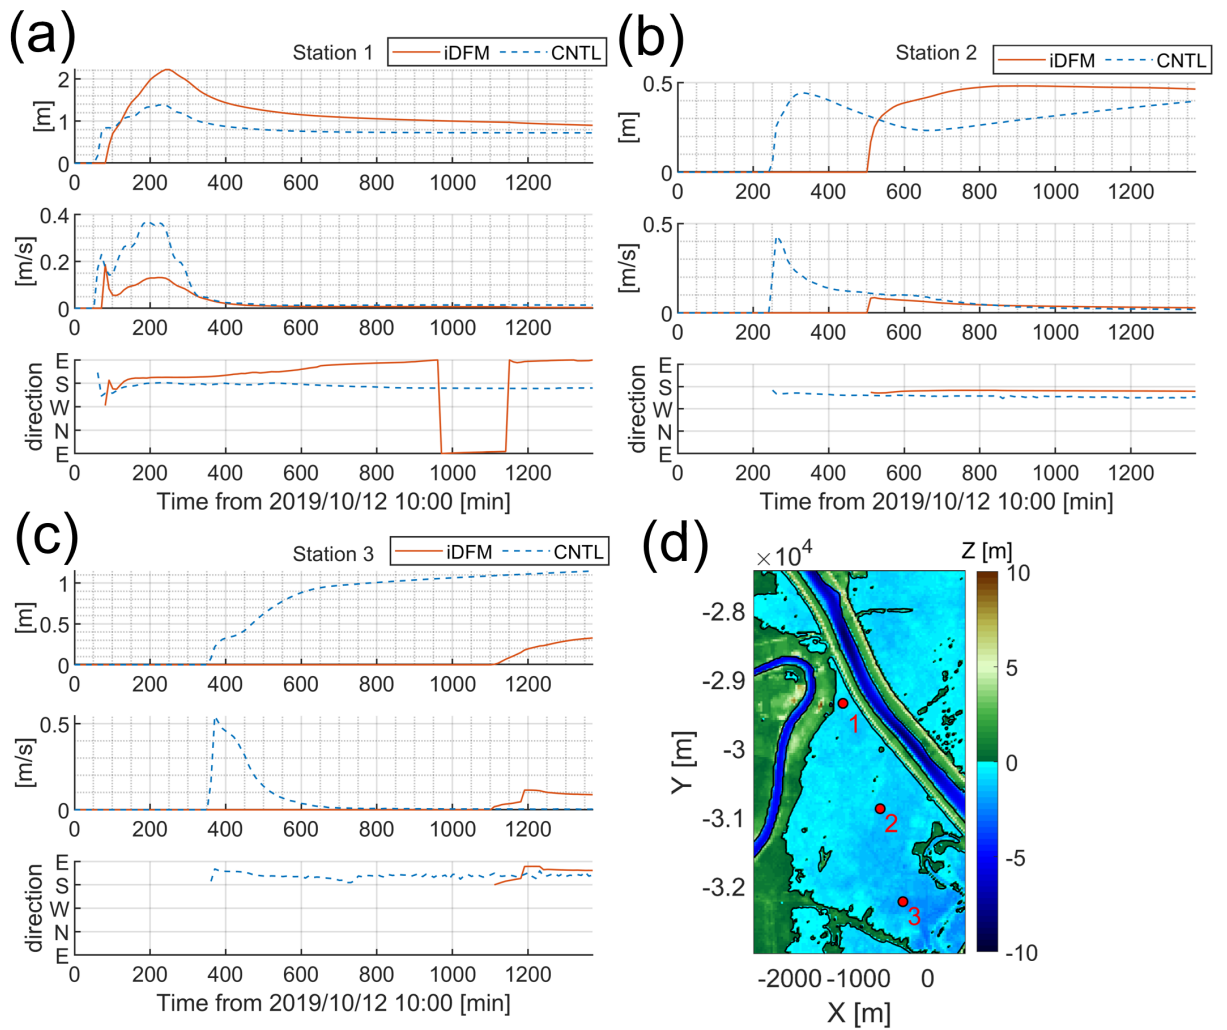 (a)
Station 1
iDFM
CNTL
[m]
2
1
0
0 200 400 600 800 1000 1200
[m/s]
0.4
0.2
0
0 200 400 600 800 1000 1200
direction
E
S
W
N
E
0 200 400 600 800 1000 1200
Time from 2019/10/12 10:00 [min]
(b)
Station 2
iDFM
CNTL
[m]
0.5
0
0 200 400 600 800 1000 1200
[m/s]
0.5
0
0 200 400 600 800 1000 1200
direction
E
S
W
N
E
0 200 400 600 800 1000 1200
Time from 2019/10/12 10:00 [min]
(c)
Station 3
iDFM
CNTL
[m]
1
0.5
0
0 200 400 600 800 1000 1200
[m/s]
0.5
0
0 200 400 600 800 1000 1200
direction
E
S
W
N
E
0 200 400 600 800 1000 1200
Time from 2019/10/12 10:00 [min]
(d)
×10⁴
Z [m]
Y [m]
-2.8
-2.9
-3
-3.1
-3.2
1
2
3
10
5
0
-5
-10
-2000 -1000 0
X [m]